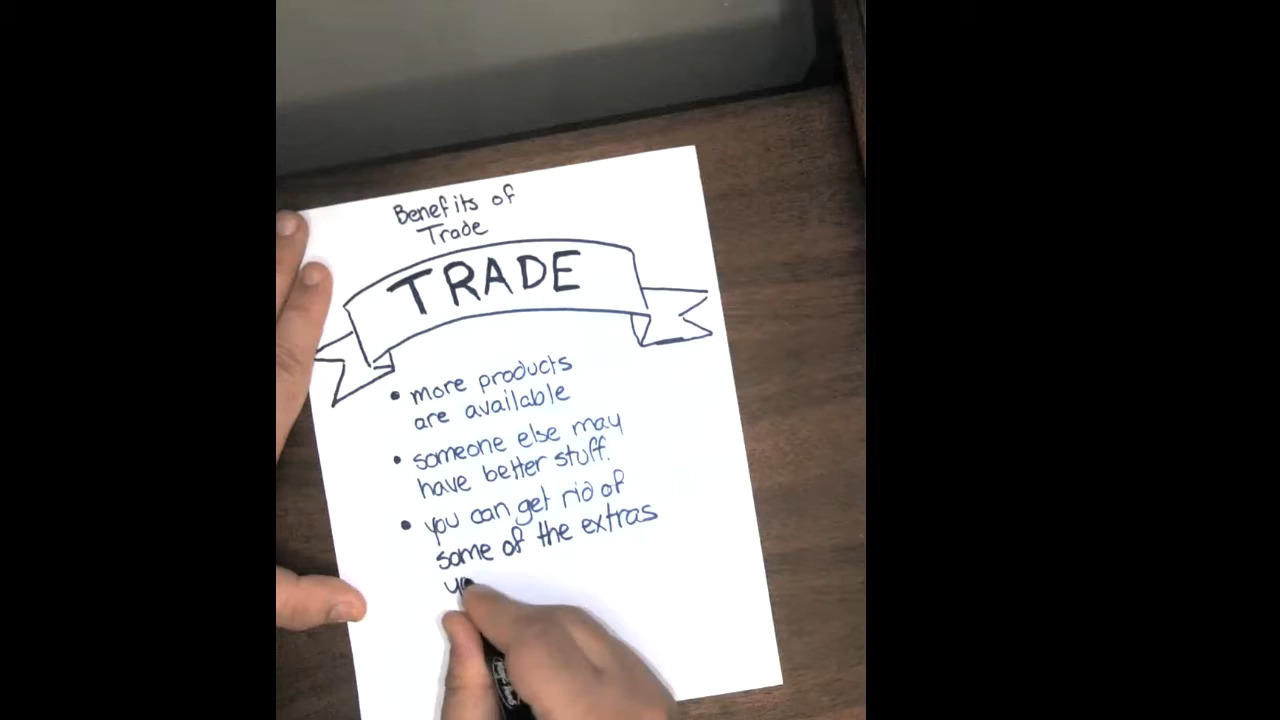 Benefits of
Trade
TRADE
• more products
are available
• someone else may
have better stuff.
• you can get rid of
some of the extras